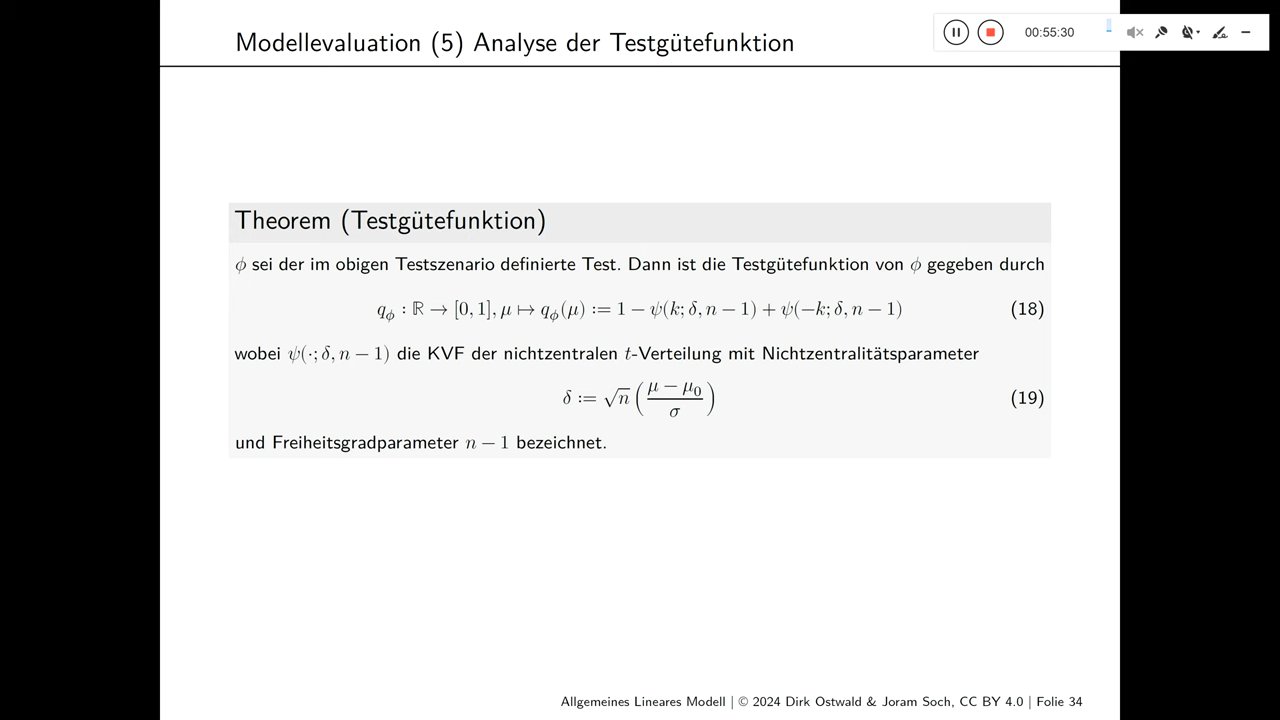 Modellevaluation (5) Analyse der Testgütefunktion
00:55:30
Theorem (Testgütefunktion)
ϕ sei der im obigen Testszenario definierte Test. Dann ist die Testgütefunktion von ϕ gegeben durch
q_ϕ : ℝ → [0, 1], μ ↦ q_ϕ(μ) := 1 − ψ(k; δ, n − 1) + ψ(−k; δ, n − 1) (18)
wobei ψ(·; δ, n − 1) die KVF der nichtzentralen t-Verteilung mit Nichtzentralitätsparameter
δ := √n ((μ − μ₀)/σ) (19)
und Freiheitsgradparameter n − 1 bezeichnet.
Allgemeines Lineares Modell | © 2024 Dirk Ostwald & Joram Soch, CC BY 4.0 | Folie 34